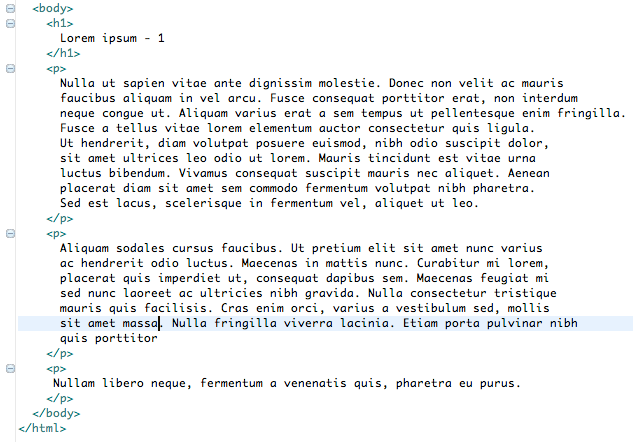 <body>
<h1>
Lorem ipsum - 1
</h1>
<p>
Nulla ut sapien vitae ante dignissim molestie. Donec non velit ac mauris
faucibus aliquam in vel arcu. Fusce consequat porttitor erat, non interdum
neque congue ut. Aliquam varius erat a sem tempus ut pellentesque enim fringilla.
Fusce a tellus vitae lorem elementum auctor consectetur quis ligula.
Ut hendrerit, diam volutpat posuere euismod, nibh odio suscipit dolor,
sit amet ultrices leo odio ut lorem. Mauris tincidunt est vitae urna
luctus bibendum. Vivamus consequat suscipit mauris nec aliquet. Aenean
placerat diam sit amet sem commodo fermentum volutpat nibh pharetra.
Sed est lacus, scelerisque in fermentum vel, aliquet ut leo.
</p>
<p>
Aliquam sodales cursus faucibus. Ut pretium elit sit amet nunc varius
ac hendrerit odio luctus. Maecenas in mattis nunc. Curabitur mi lorem,
placerat quis imperdiet ut, consequat dapibus sem. Maecenas feugiat mi
sed nunc laoreet ac ultricies nibh gravida. Nulla consectetur tristique
mauris quis facilisis. Cras enim orci, varius a vestibulum sed, mollis
sit amet massa. Nulla fringilla viverra lacinia. Etiam porta pulvinar nibh
quis porttitor
</p>
<p>
Nullam libero neque, fermentum a venenatis quis, pharetra eu purus.
</p>
</body>
</html>